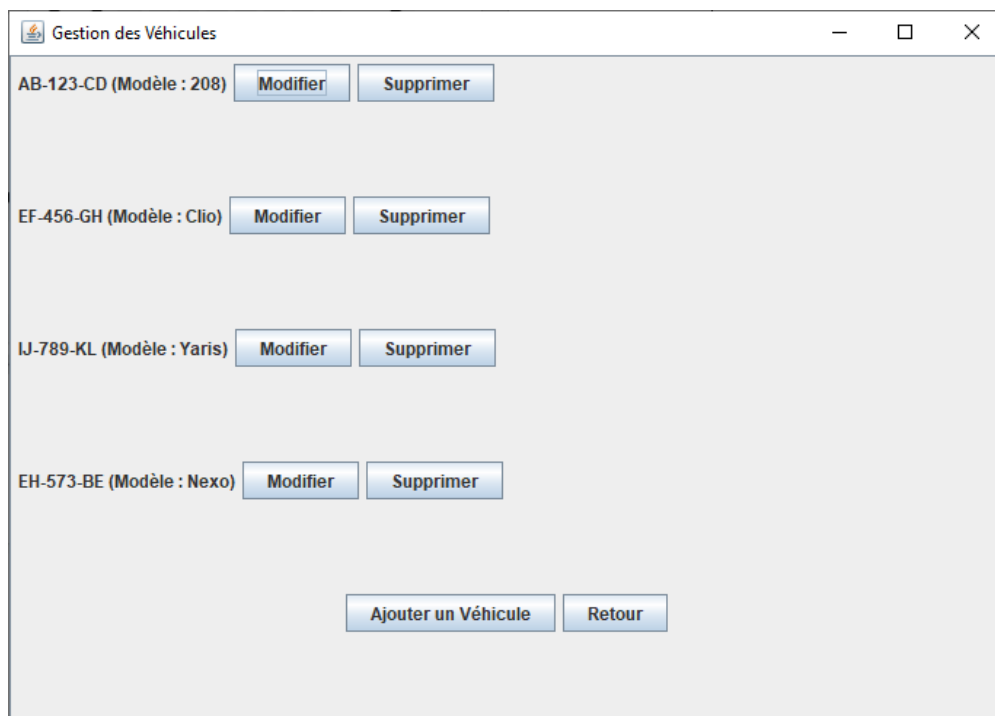 Gestion des Véhicules
AB-123-CD (Modèle : 208) Modifier Supprimer
EF-456-GH (Modèle : Clio) Modifier Supprimer
IJ-789-KL (Modèle : Yaris) Modifier Supprimer
EH-573-BE (Modèle : Nexo) Modifier Supprimer
Ajouter un Véhicule Retour